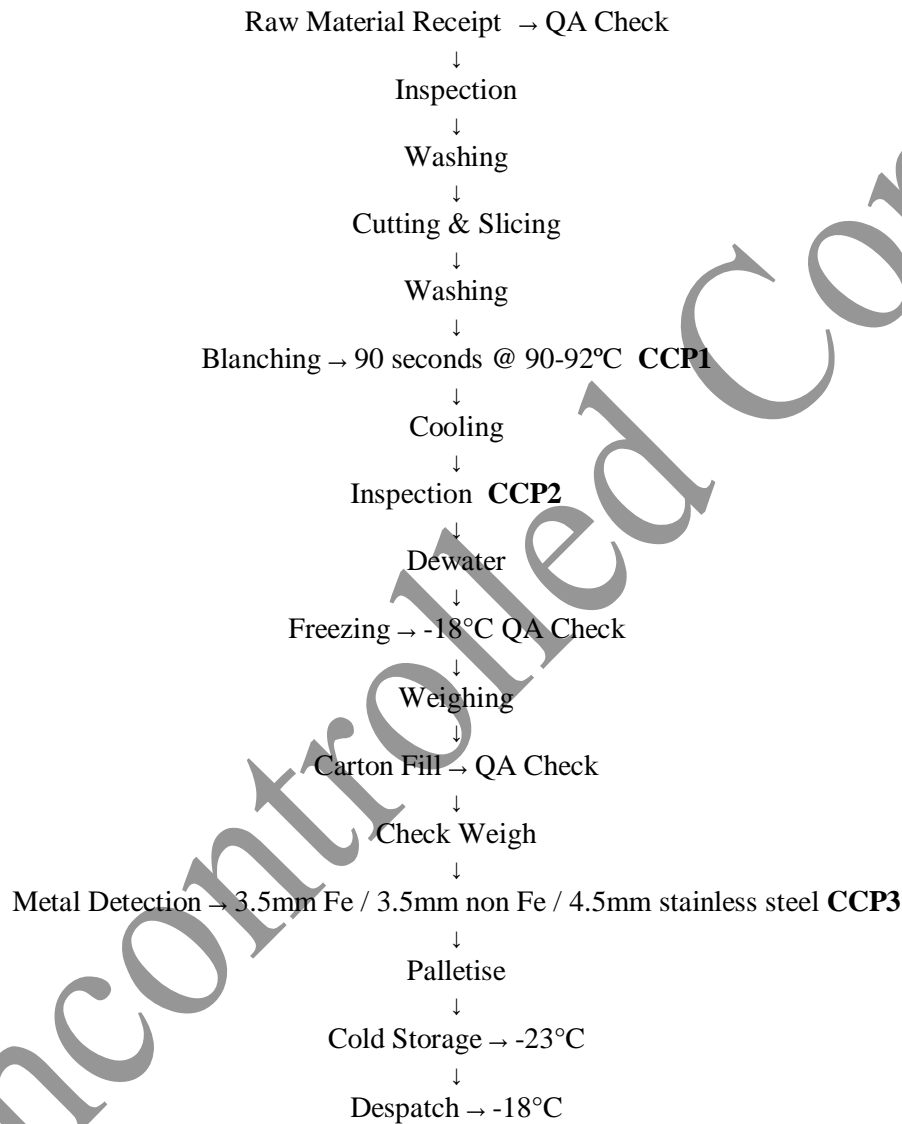 Raw Material Receipt → QA Check
↓
Inspection
↓
Washing
↓
Cutting & Slicing
↓
Washing
↓
Blanching → 90 seconds @ 90-92ºC CCP1
↓
Cooling
↓
Inspection CCP2
↓
Dewater
↓
Freezing → -18°C QA Check
↓
Weighing
↓
Carton Fill → QA Check
↓
Check Weigh
↓
Metal Detection → 3.5mm Fe / 3.5mm non Fe / 4.5mm stainless steel CCP3
↓
Palletise
↓
Cold Storage → -23°C
↓
Despatch → -18°C
ncontrolled Co